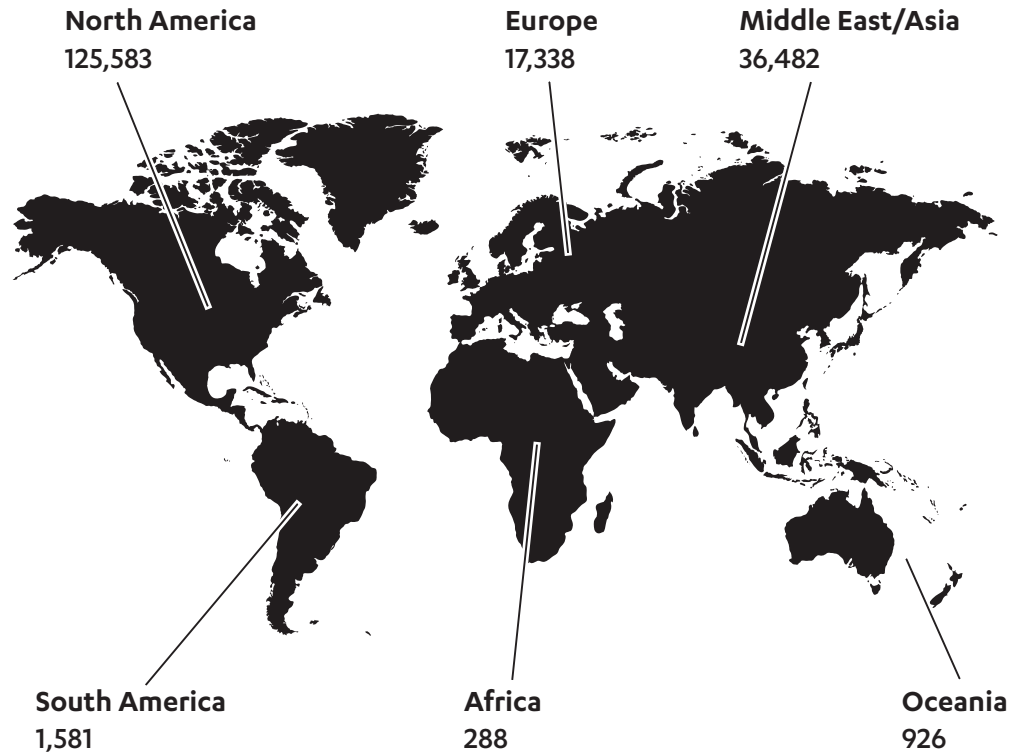 North America
125,583
Europe
17,338
Middle East/Asia
36,482
South America
1,581
Africa
288
Oceania
926